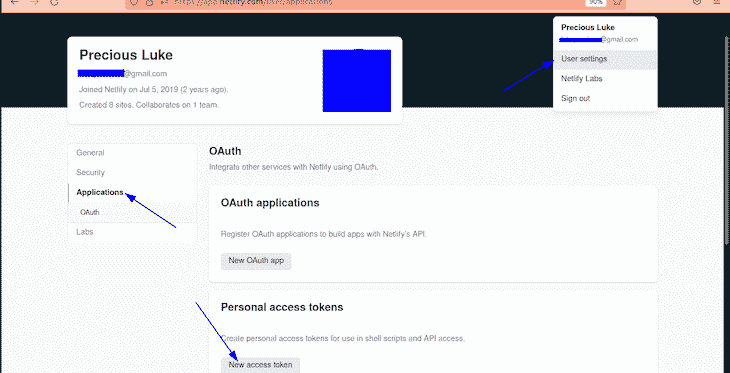 https://app.netlify.com/user/applications
90%
Precious Luke
@gmail.com
User settings
Netlify Labs
Sign out
Precious Luke
@gmail.com
Joined Netlify on Jul 5, 2019 (2 years ago).
Created 8 sites. Collaborates on 1 team.
General
Security
Applications
OAuth
Labs
OAuth
Integrate other services with Netlify using OAuth.
OAuth applications
Register OAuth applications to build apps with Netlify's API.
New OAuth app
Personal access tokens
Create personal access tokens for use in shell scripts and API access.
New access token